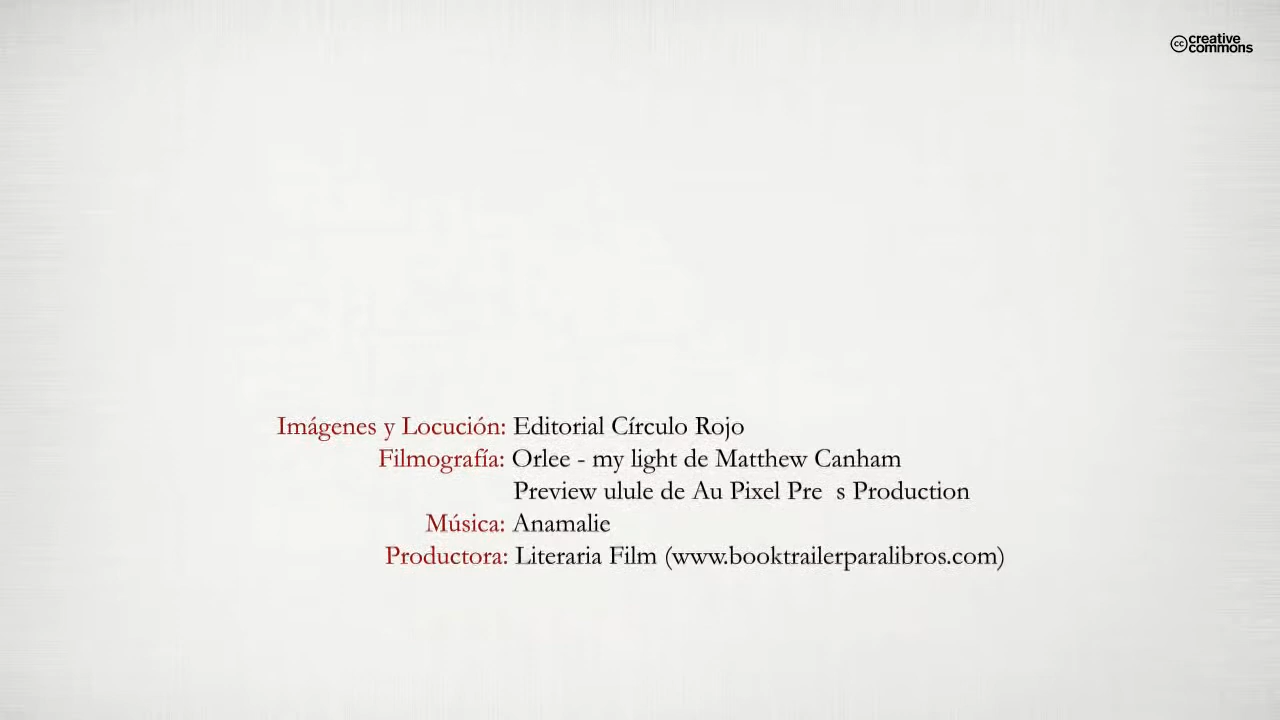 creative
commons
Imágenes y Locución: Editorial Círculo Rojo
Filmografía: Orlee - my light de Matthew Canham
Preview ulule de Au Pixel Pre s Production
Música: Anamalie
Productora: Literaria Film (www.booktrailerparalibros.com)